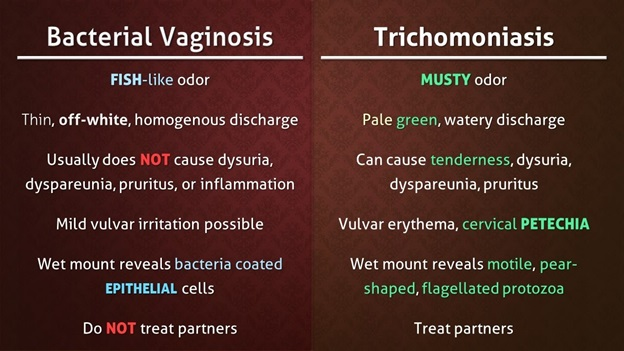 Bacterial Vaginosis
FISH-like odor
Thin, off-white, homogenous discharge
Usually does NOT cause dysuria,
dyspareunia, pruritus, or inflammation
Mild vulvar irritation possible
Wet mount reveals bacteria coated
EPITHELIAL cells
Do NOT treat partners
Trichomoniasis
MUSTY odor
Pale green, watery discharge
Can cause tenderness, dysuria,
dyspareunia, pruritus
Vulvar erythema, cervical PETECHIA
Wet mount reveals motile, pear-
shaped, flagellated protozoa
Treat partners